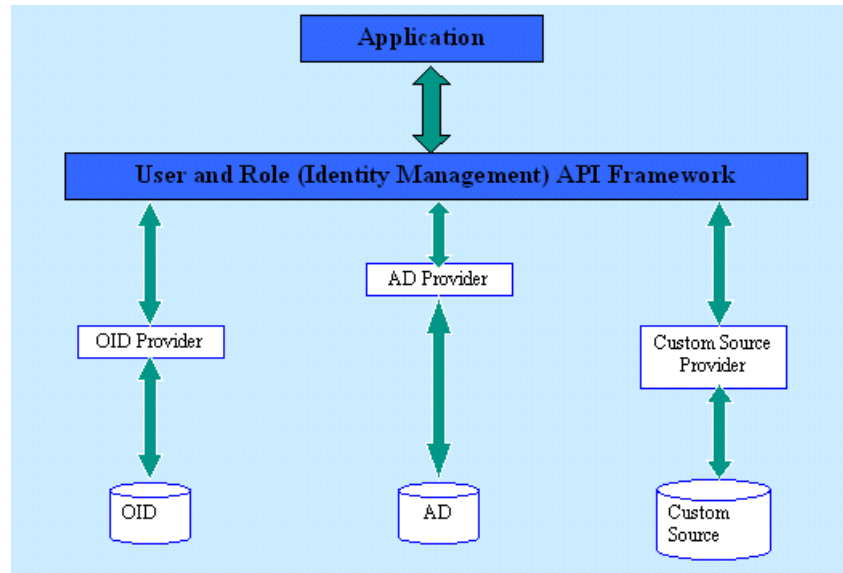 Application
User and Role (Identity Management) API Framework
AD Provider
OID Provider
Custom Source
Provider
OID
AD
Custom
Source